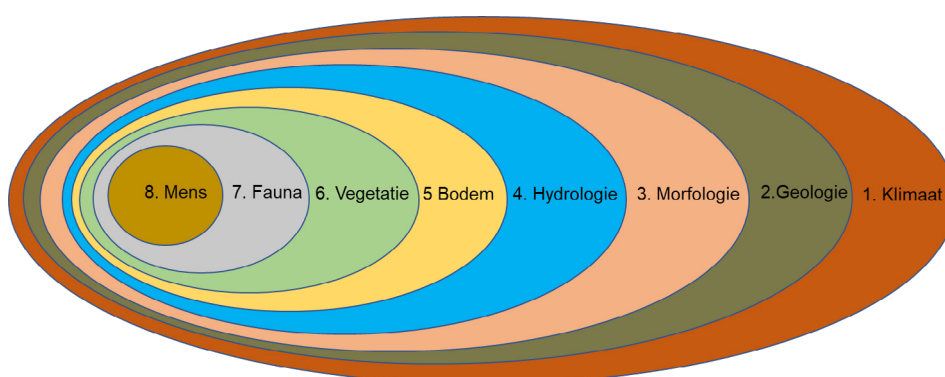 8. Mens 7. Fauna 6. Vegetatie 5 Bodem 4. Hydrologie 3. Morfologie 2.Geologie 1. Klimaat